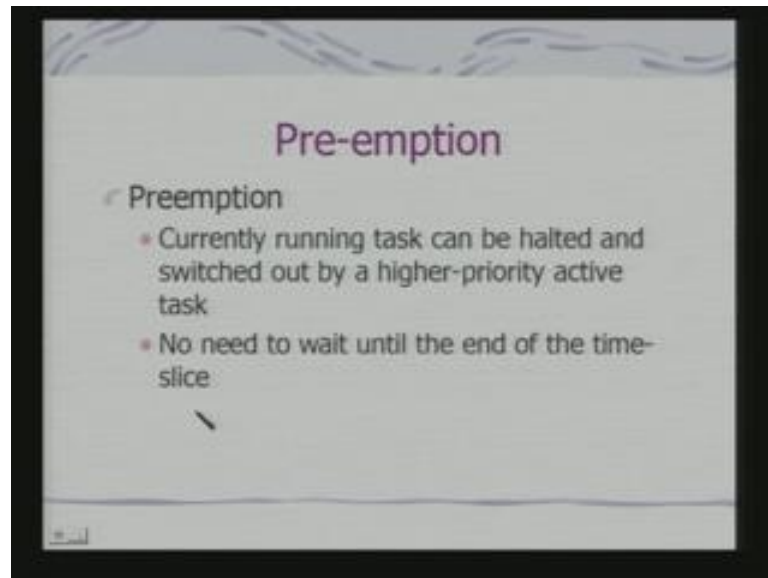 Pre-emption
Preemption
Currently running task can be halted and
switched out by a higher-priority active
task
No need to wait until the end of the time-
slice